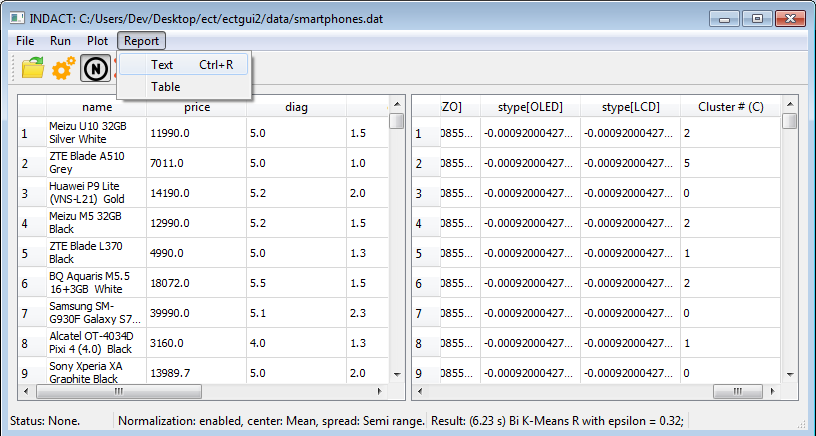 INDACT: C:/Users/Dev/Desktop/ect/ectgui2/data/smartphones.dat
File Run Plot Report
Text Ctrl+R
Table
N
name price diag
1 Meizu U10 32GB Silver White 11990.0 5.0 1.5
2 ZTE Blade A510 Grey 7011.0 5.0 1.0
3 Huawei P9 Lite (VNS-L21) Gold 14190.0 5.2 2.0
4 Meizu M5 32GB Black 12990.0 5.2 1.5
5 ZTE Blade L370 Black 4990.0 5.0 1.3
6 BQ Aquaris M5.5 16+3GB White 18072.0 5.5 1.5
7 Samsung SM-G930F Galaxy S7... 39990.0 5.1 2.3
8 Alcatel OT-4034D Pixi 4 (4.0) Black 3160.0 4.0 1.3
9 Sony Xperia XA Graphite Black 13989.7 5.0 2.0
ZO] stype[OLED] stype[LCD] Cluster # (C)
1 0855... -0.00092000427... -0.00092000427... 2
2 0855... -0.00092000427... -0.00092000427... 5
3 0855... -0.00092000427... -0.00092000427... 0
4 0855... -0.00092000427... -0.00092000427... 2
5 0855... -0.00092000427... -0.00092000427... 1
6 0855... -0.00092000427... -0.00092000427... 2
7 0855... -0.00092000427... -0.00092000427... 0
8 0855... -0.00092000427... -0.00092000427... 1
9 0855... -0.00092000427... -0.00092000427... 0
Status: None. Normalization: enabled, center: Mean, spread: Semi range. Result: (6.23 s) Bi K-Means R with epsilon = 0.32;